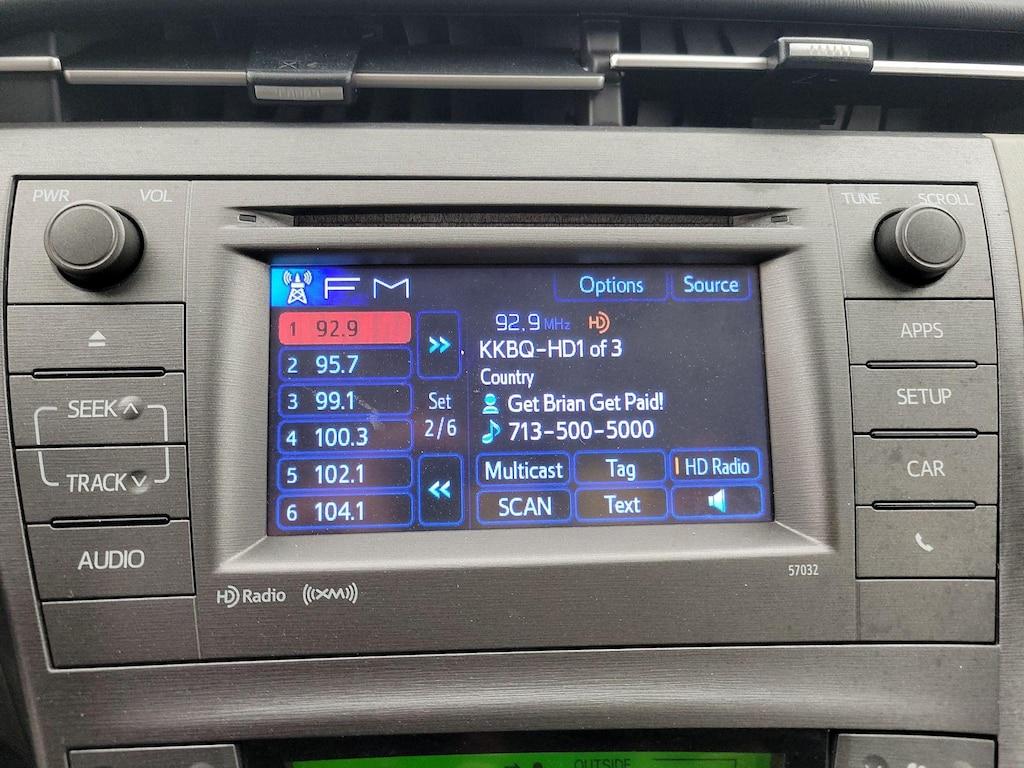 PWR VOL
TUNE SCROLL
FM
Options
Source
1 92.9
2 95.7
3 99.1
4 100.3
5 102.1
6 104.1
>>
Set
2/6
<<
92.9 MHz HD
KKBQ-HD1 of 3
Country
Get Brian Get Paid!
713-500-5000
Multicast
Tag
HD Radio
SCAN
Text
SEEK
TRACK
AUDIO
APPS
SETUP
CAR
57032
HD Radio
((XM))
OUTSIDE